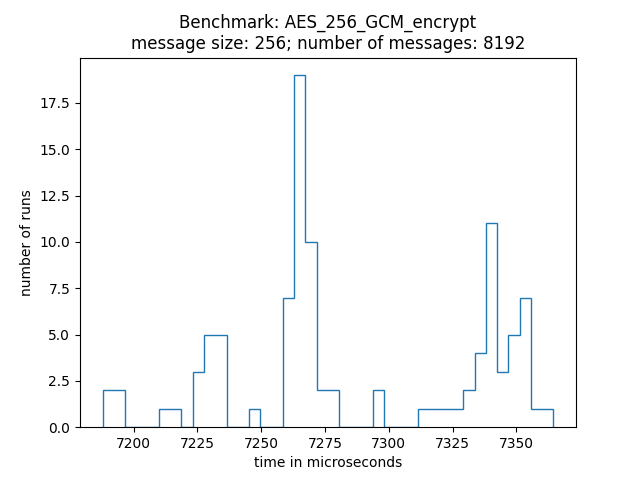 Benchmark: AES_256_GCM_encrypt
message size: 256; number of messages: 8192
number of runs
17.5
15.0
12.5
10.0
7.5
5.0
2.5
0.0
7200 7225 7250 7275 7300 7325 7350
time in microseconds